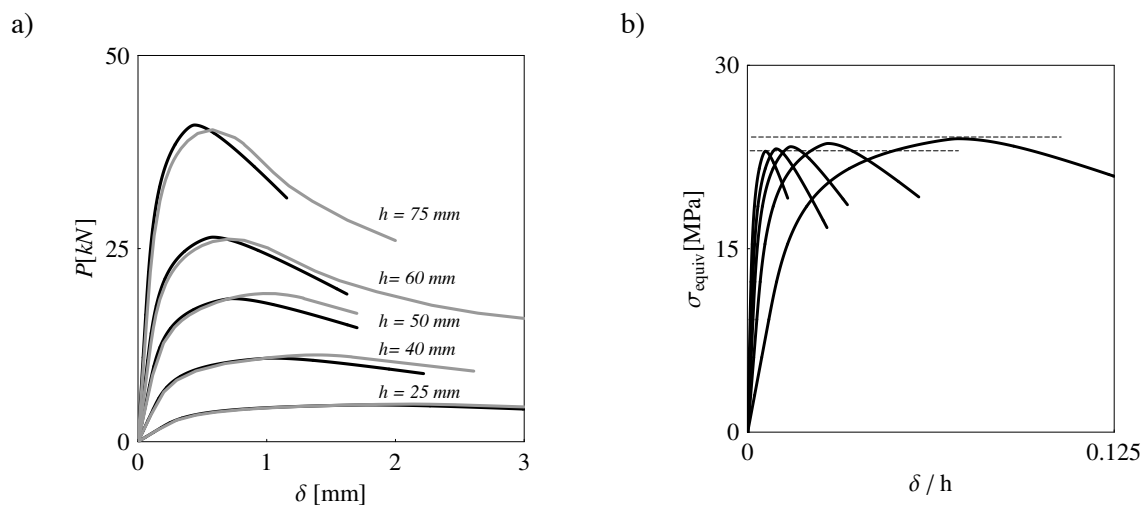 a)
50
25
0
P[kN]
h = 75 mm
h= 60 mm
h = 50 mm
h = 40 mm
h = 25 mm
0 1 2 3
δ [mm]
b)
30
15
0
σequiv[MPa]
0 0.125
δ / h